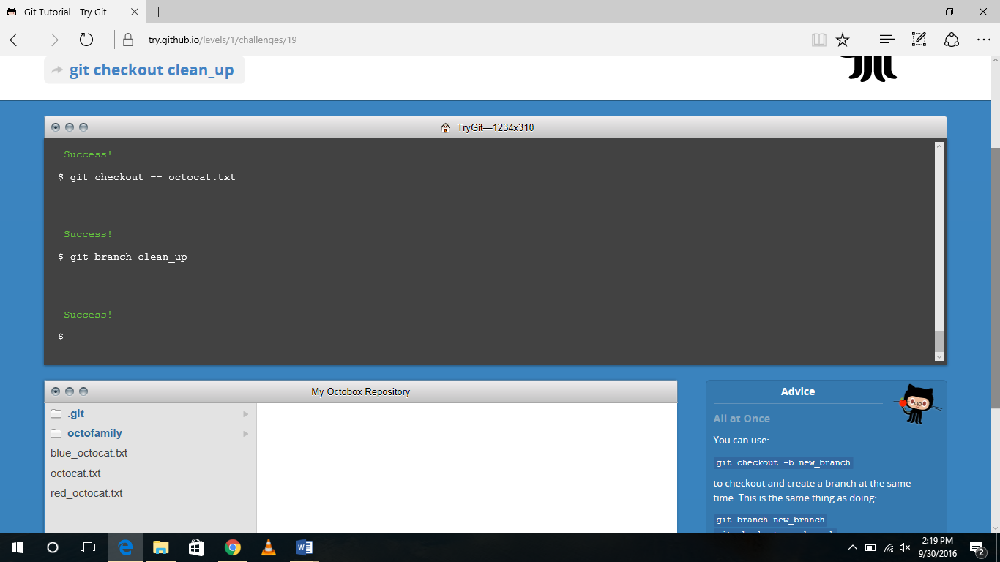 Git Tutorial - Try Git
try.github.io/levels/1/challenges/19
git checkout clean_up
TryGit—1234x310
Success!
$ git checkout -- octocat.txt
Success!
$ git branch clean_up
Success!
$
My Octobox Repository
.git
octofamily
blue_octocat.txt
octocat.txt
red_octocat.txt
Advice
All at Once
You can use:
git checkout -b new_branch
to checkout and create a branch at the same
time. This is the same thing as doing:
git branch new_branch
2:19 PM
9/30/2016
2